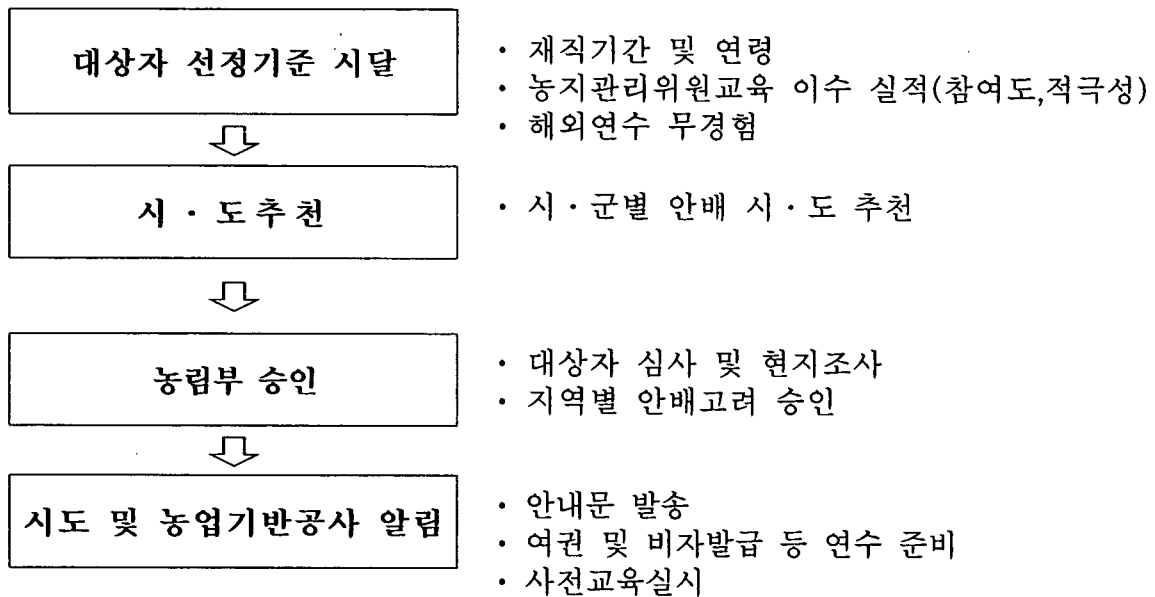 대상자 선정기준 시달
· 재직기간 및 연령
· 농지관리위원교육 이수 실적(참여도,적극성)
· 해외연수 무경험
시 · 도추천
· 시 · 군별 안배 시 · 도 추천
농림부 승인
· 대상자 심사 및 현지조사
· 지역별 안배고려 승인
시도 및 농업기반공사 알림
· 안내문 발송
· 여권 및 비자발급 등 연수 준비
· 사전교육실시